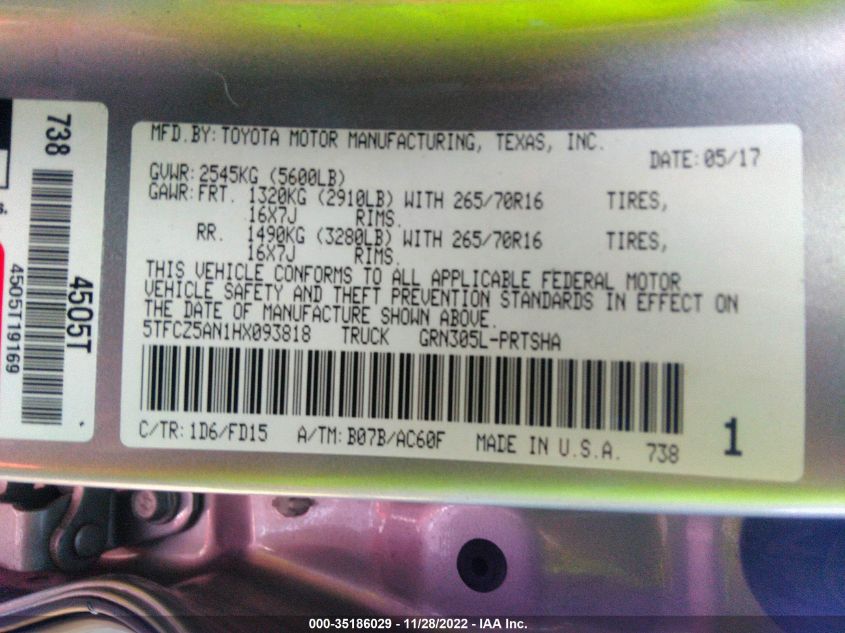 MFD.BY: TOYOTA MOTOR MANUFACTURING, TEXAS, INC.
DATE: 05/17
GVWR: 2545KG (5600LB)
GAWR: FRT. 1320KG (2910LB) WITH 265/70R16 TIRES,
16X7J RIMS.
RR. 1490KG (3280LB) WITH 265/70R16 TIRES,
16X7J RIMS.
THIS VEHICLE CONFORMS TO ALL APPLICABLE FEDERAL MOTOR
VEHICLE SAFETY AND THEFT PREVENTION STANDARDS IN EFFECT ON
THE DATE OF MANUFACTURE SHOWN ABOVE.
5TFCZ5AN1HX093818 TRUCK GRN305L-PRTSHA
C/TR: 1D6/FD15 A/TM: B07B/AC60F MADE IN U.S.A. 738 1
738
4505T
4505T19169
s.
000-35186029 - 11/28/2022 - IAA Inc.